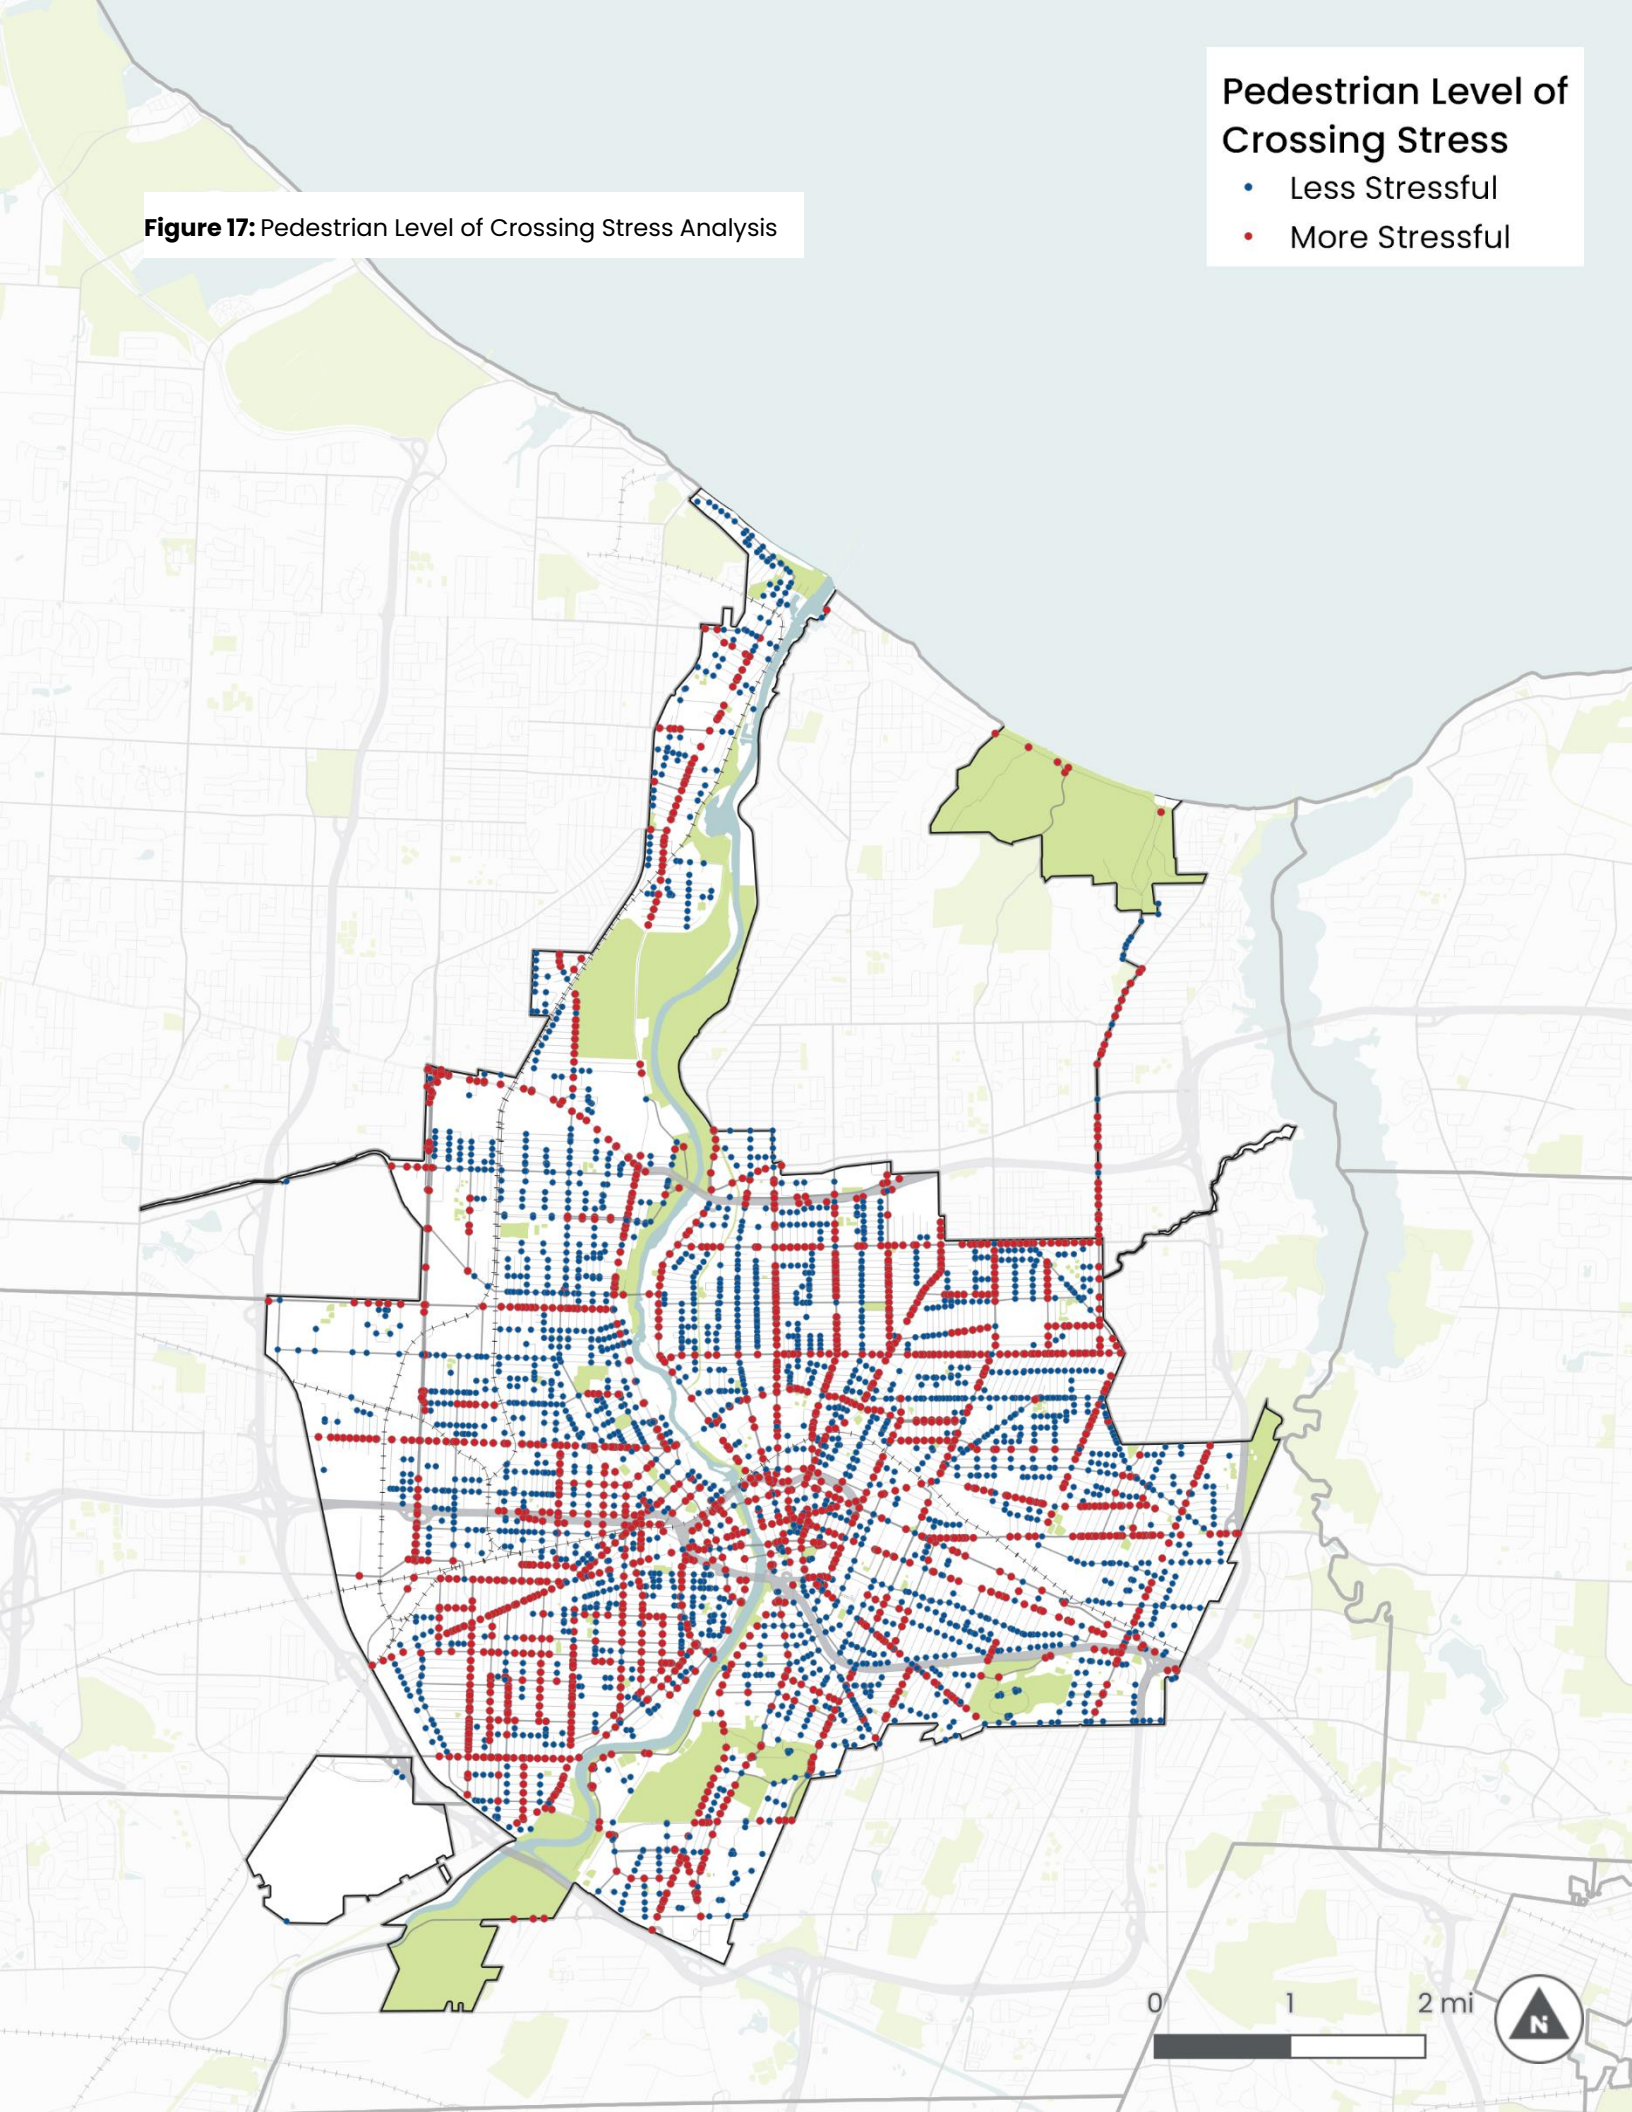 Pedestrian Level of
Crossing Stress
Less Stressful
More Stressful
Figure 17: Pedestrian Level of Crossing Stress Analysis
0 1 2 mi
N